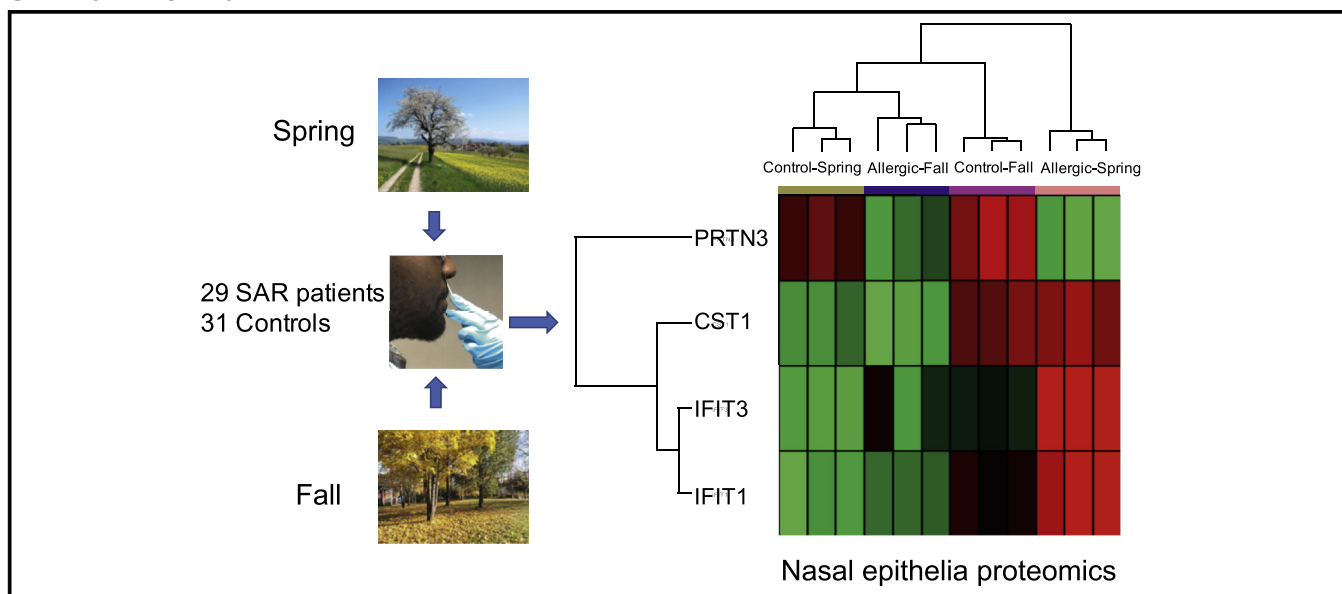 Spring
29 SAR patients
31 Controls
Fall
Control-Spring Allergic-Fall Control-Fall Allergic-Spring
PRTN3
CST1
IFIT3
IFIT1
Nasal epithelia proteomics